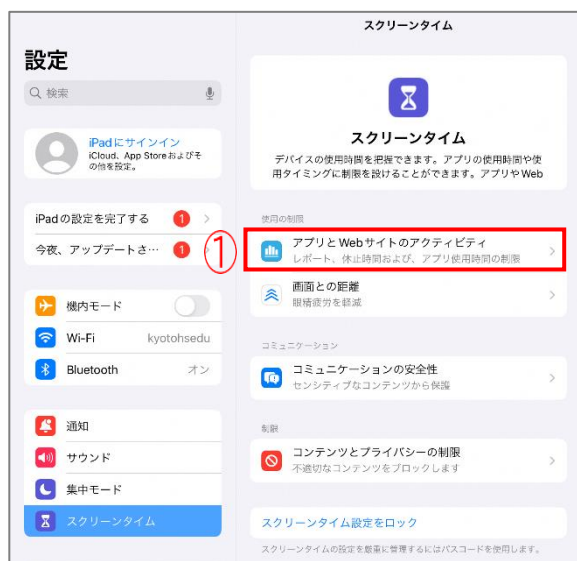 設定
検索
iPadにサインイン
iCloud、App Storeおよびそ
の他を設定。
iPadの設定を完了する 1
今夜、アップデートさ… 1
機内モード
Wi-Fi kyotohsedu
Bluetooth オン
通知
サウンド
集中モード
スクリーンタイム
スクリーンタイム
スクリーンタイム
デバイスの使用時間を把握できます。アプリの使用時間や使
用タイミングに制限を設けることができます。アプリやWeb
使用の制限
①
アプリとWebサイトのアクティビティ
レポート、休止時間および、アプリ使用時間の制限
画面との距離
眼精疲労を軽減
コミュニケーション
コミュニケーションの安全性
センシティブなコンテンツから保護
制限
コンテンツとプライバシーの制限
不適切なコンテンツをブロックします
スクリーンタイム設定をロック
スクリーンタイムの設定を厳重に管理するにはパスコードを使用します。